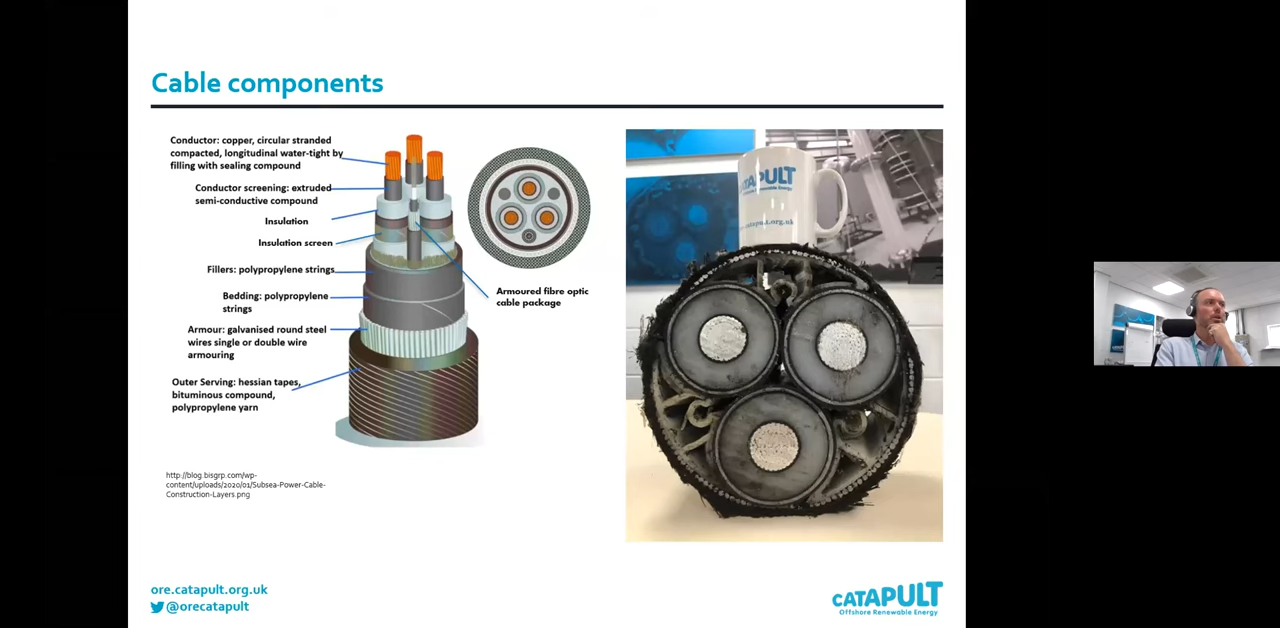 Cable components
Conductor: copper, circular stranded
compacted, longitudinal water-tight by
filling with sealing compound
Conductor screening: extruded
semi-conductive compound
Insulation
Insulation screen
Fillers: polypropylene strings
Bedding: polypropylene
strings
Armour: galvanised round steel
wires single or double wire
armouring
Outer Serving: hessian tapes,
bituminous compound,
polypropylene yarn
Armoured fibre optic
cable package
http://blog.bisgrp.com/wp-
content/uploads/2020/01/Subsea-Power-Cable-
Construction-Layers.png
CATAPULT
Offshore Renewable Energy
ore.catapult.org.uk
@orecatapult
CATAPULT
Offshore Renewable Energy